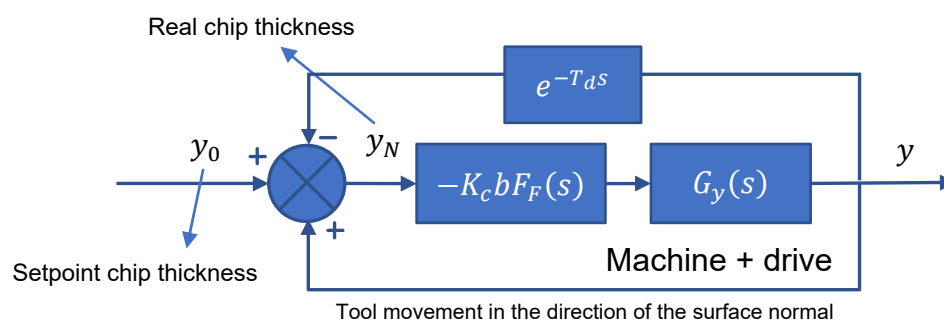 Real chip thickness
e^{-T_d s}
y_0
+
−
y_N
-K_c b F_F(s)
G_y(s)
y
+
Machine + drive
Setpoint chip thickness
Tool movement in the direction of the surface normal